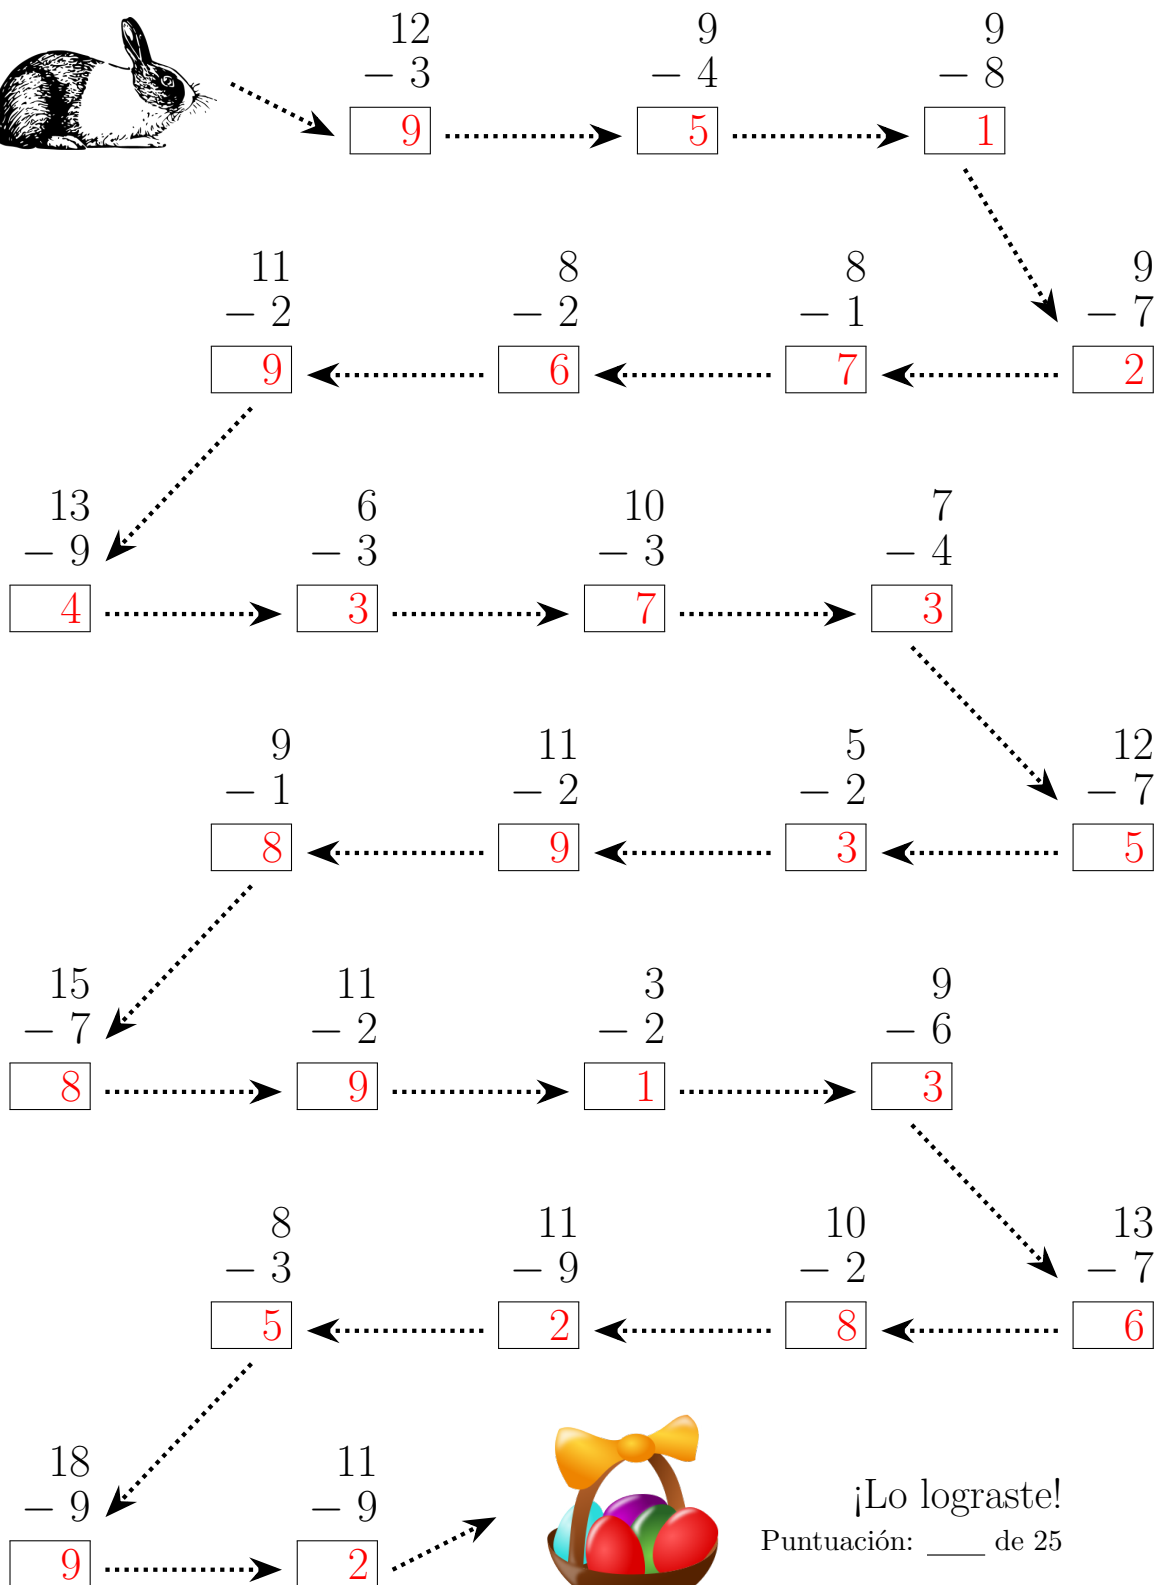 12 9 9
− 3 − 4 − 8
9 5 1
11 8 8 9
− 2 − 2 − 1 − 7
9 6 7 2
13 6 10 7
− 9 − 3 − 3 − 4
4 3 7 3
9 11 5 12
− 1 − 2 − 2 − 7
8 9 3 5
15 11 3 9
− 7 − 2 − 2 − 6
8 9 1 3
8 11 10 13
− 3 − 9 − 2 − 7
5 2 8 6
18 11
− 9 − 9
9 2
¡Lo lograste!
Puntuación: ____ de 25